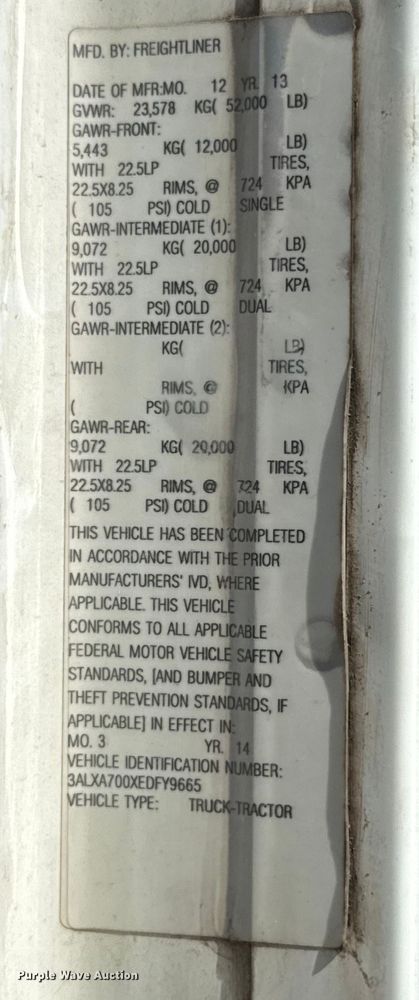 MFD. BY: FREIGHTLINER
DATE OF MFR:MO. 12 YR. 13
GVWR: 23,578 KG( 52,000 LB)
GAWR-FRONT:
5,443 KG( 12,000 LB)
WITH 22.5LP TIRES,
22.5X8.25 RIMS, @ 724 KPA
( 105 PSI) COLD SINGLE
GAWR-INTERMEDIATE (1):
9,072 KG( 20,000 LB)
WITH 22.5LP TIRES,
22.5X8.25 RIMS, @ 724 KPA
( 105 PSI) COLD DUAL
GAWR-INTERMEDIATE (2):
KG( LB)
WITH TIRES,
RIMS, @ KPA
( PSI) COLD
GAWR-REAR:
9,072 KG( 20,000 LB)
WITH 22.5LP TIRES,
22.5X8.25 RIMS, @ 724 KPA
( 105 PSI) COLD DUAL
THIS VEHICLE HAS BEEN COMPLETED
IN ACCORDANCE WITH THE PRIOR
MANUFACTURERS' IVD, WHERE
APPLICABLE. THIS VEHICLE
CONFORMS TO ALL APPLICABLE
FEDERAL MOTOR VEHICLE SAFETY
STANDARDS, [AND BUMPER AND
THEFT PREVENTION STANDARDS, IF
APPLICABLE] IN EFFECT IN:
MO. 3 YR. 14
VEHICLE IDENTIFICATION NUMBER:
3ALXA700XEDFY9665
VEHICLE TYPE: TRUCK-TRACTOR
Purple Wave Auction